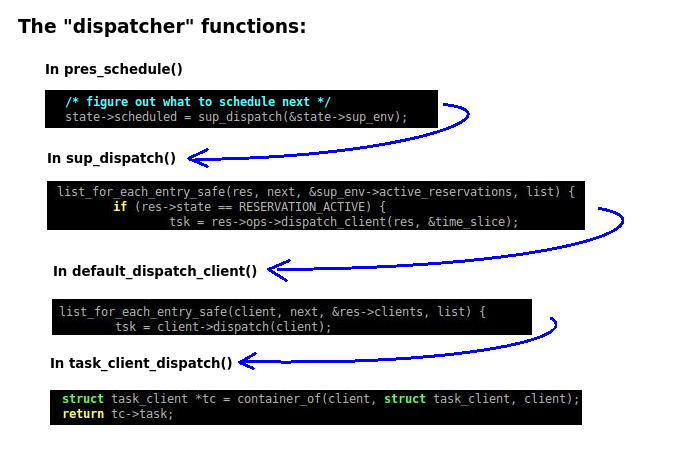 The "dispatcher" functions:
In pres_schedule()
/* figure out what to schedule next */
state->scheduled = sup_dispatch(&state->sup_env);
In sup_dispatch()
list_for_each_entry_safe(res, next, &sup_env->active_reservations, list) {
if (res->state == RESERVATION_ACTIVE) {
tsk = res->ops->dispatch_client(res, &time_slice);
In default_dispatch_client()
list_for_each_entry_safe(client, next, &res->clients, list) {
tsk = client->dispatch(client);
In task_client_dispatch()
struct task_client *tc = container_of(client, struct task_client, client);
return tc->task;